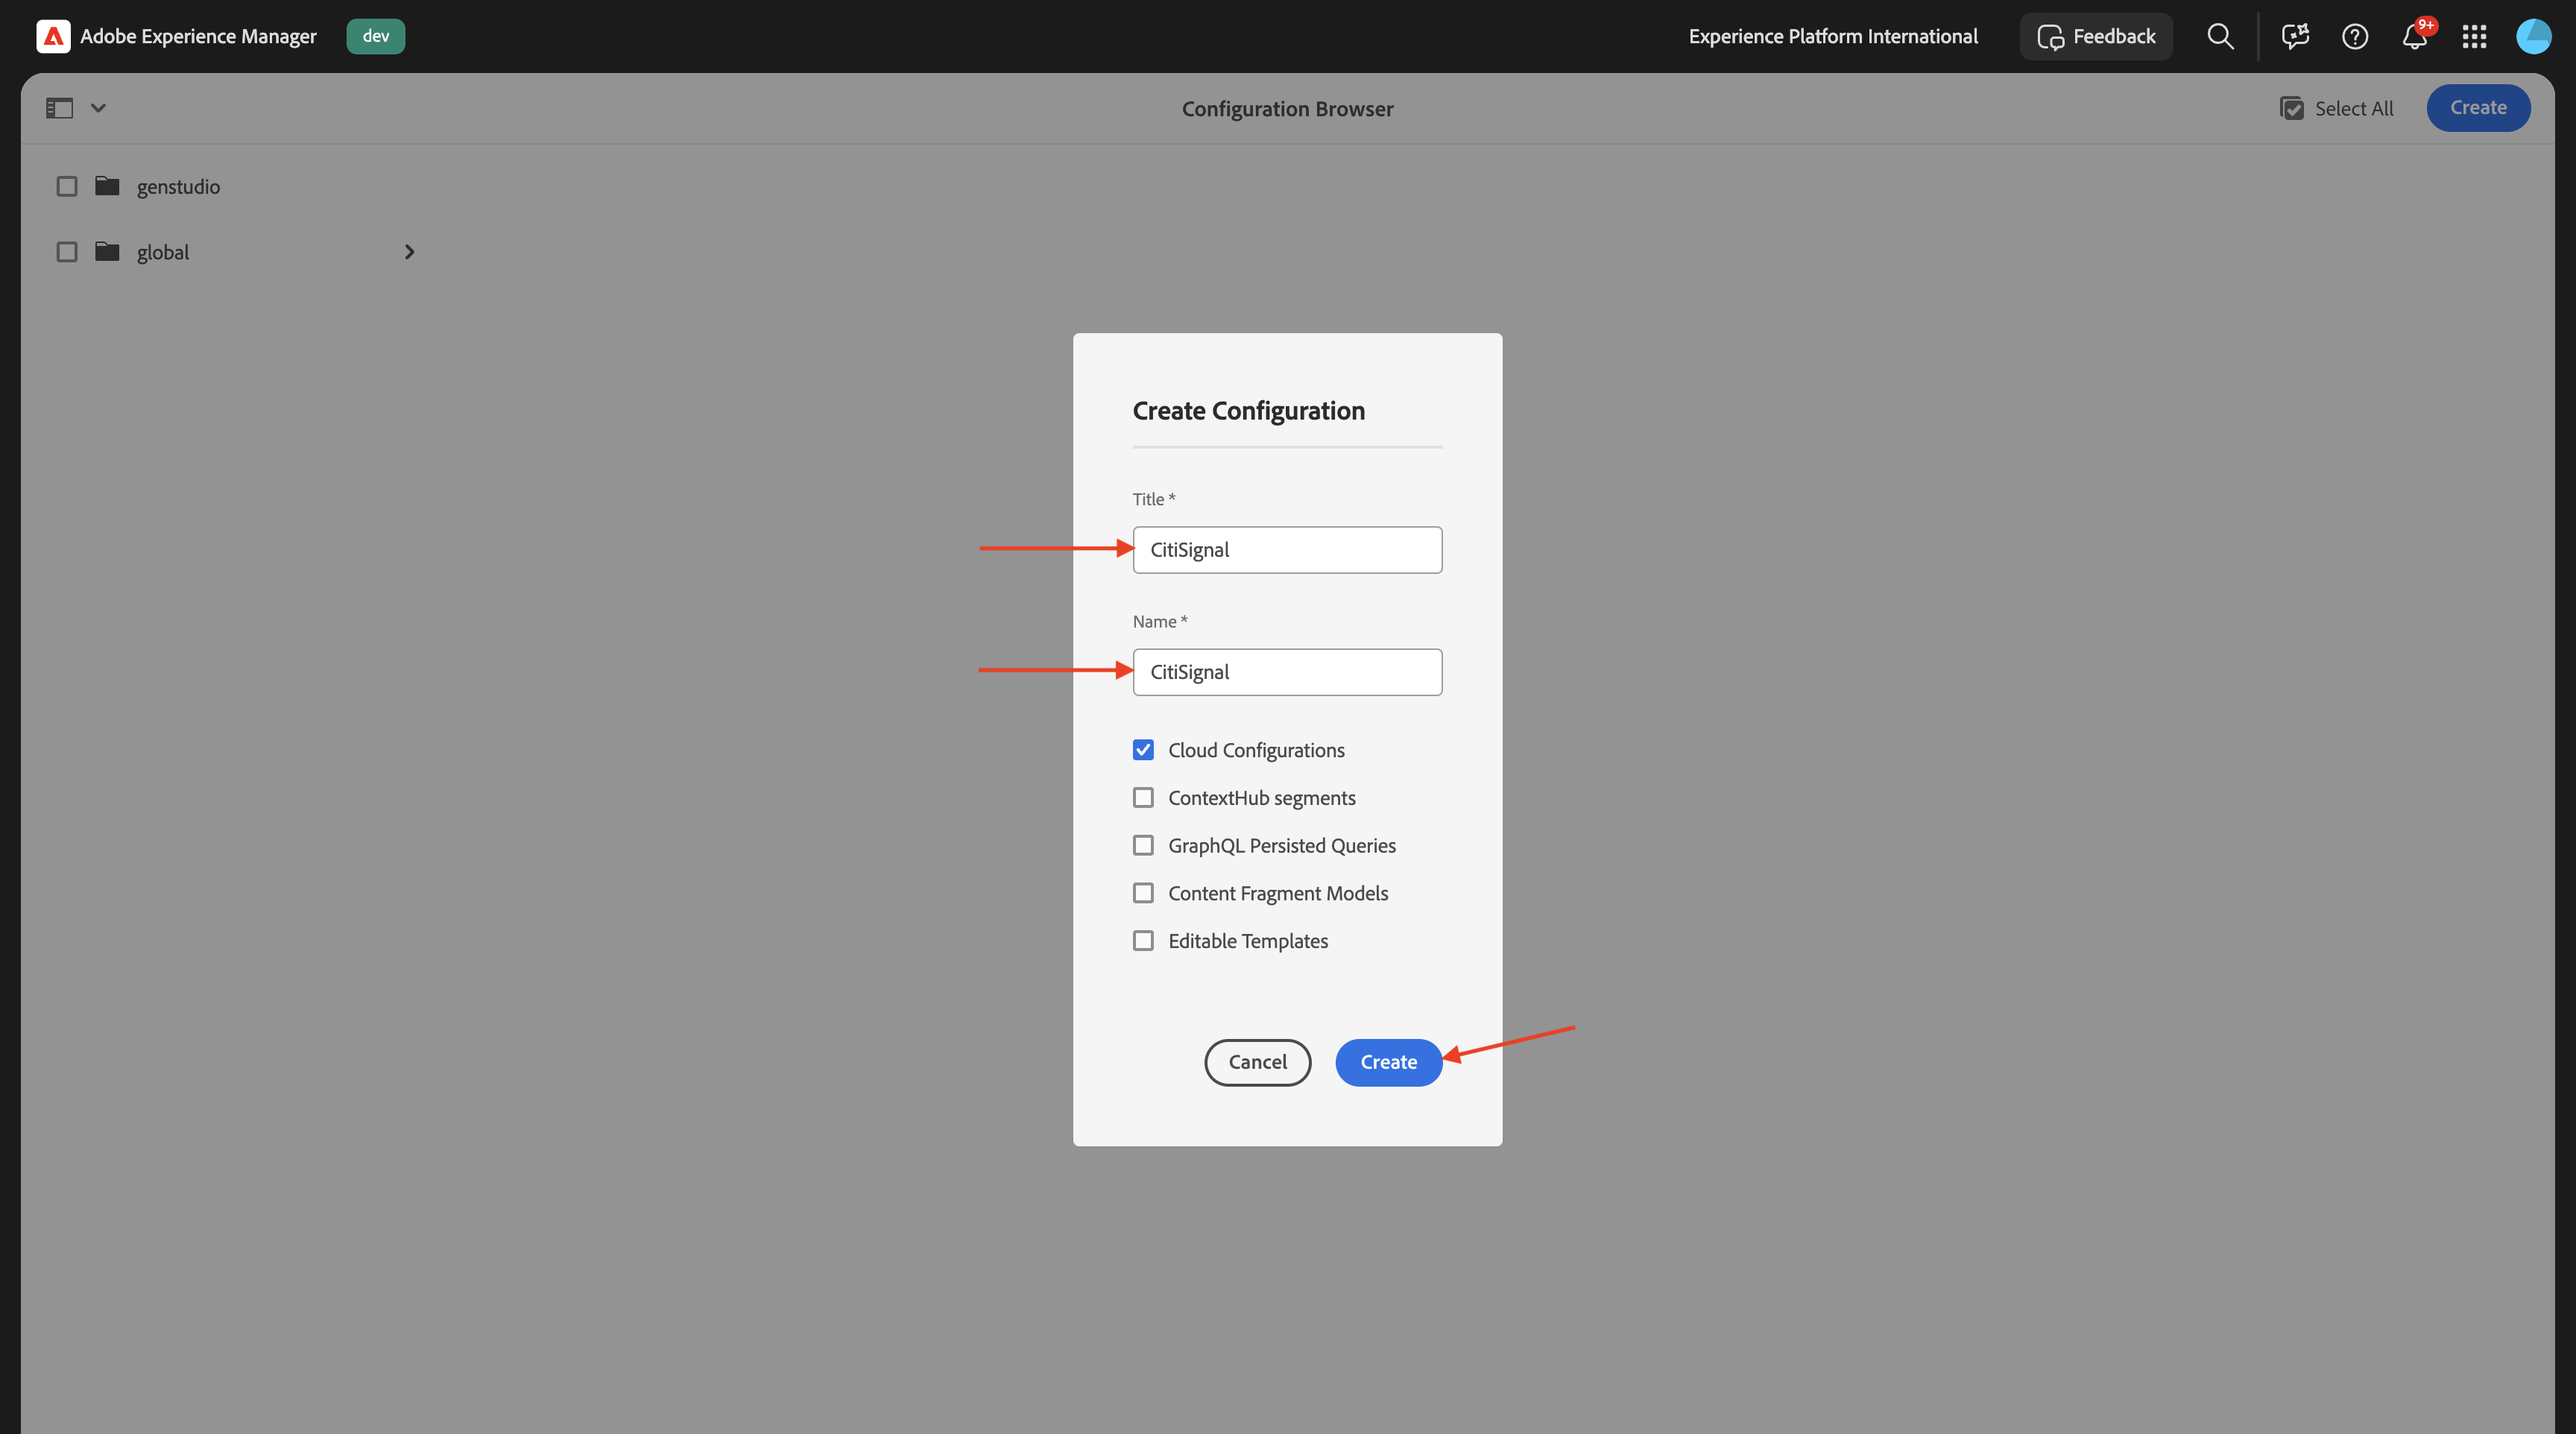 Adobe Experience Manager dev Experience Platform International Feedback 9+
Configuration Browser Select All Create
genstudio
global
Create Configuration
Title *
CitiSignal
Name *
CitiSignal
Cloud Configurations
ContextHub segments
GraphQL Persisted Queries
Content Fragment Models
Editable Templates
Cancel Create